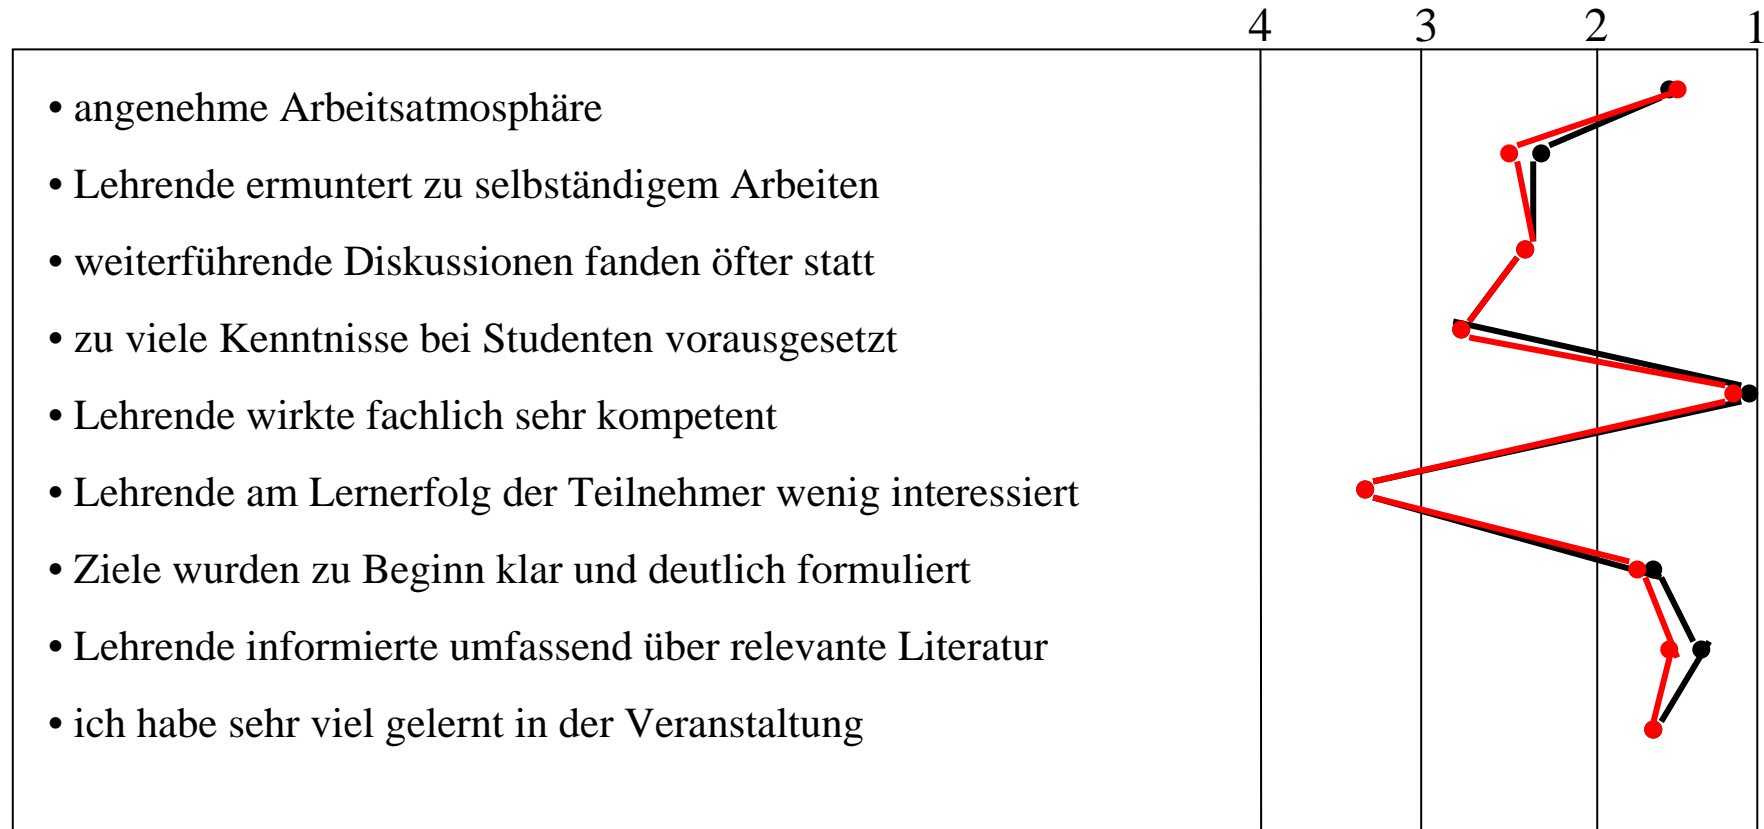 4 3 2 1
• angenehme Arbeitsatmosphäre
• Lehrende ermuntert zu selbständigem Arbeiten
• weiterführende Diskussionen fanden öfter statt
• zu viele Kenntnisse bei Studenten vorausgesetzt
• Lehrende wirkte fachlich sehr kompetent
• Lehrende am Lernerfolg der Teilnehmer wenig interessiert
• Ziele wurden zu Beginn klar und deutlich formuliert
• Lehrende informierte umfassend über relevante Literatur
• ich habe sehr viel gelernt in der Veranstaltung